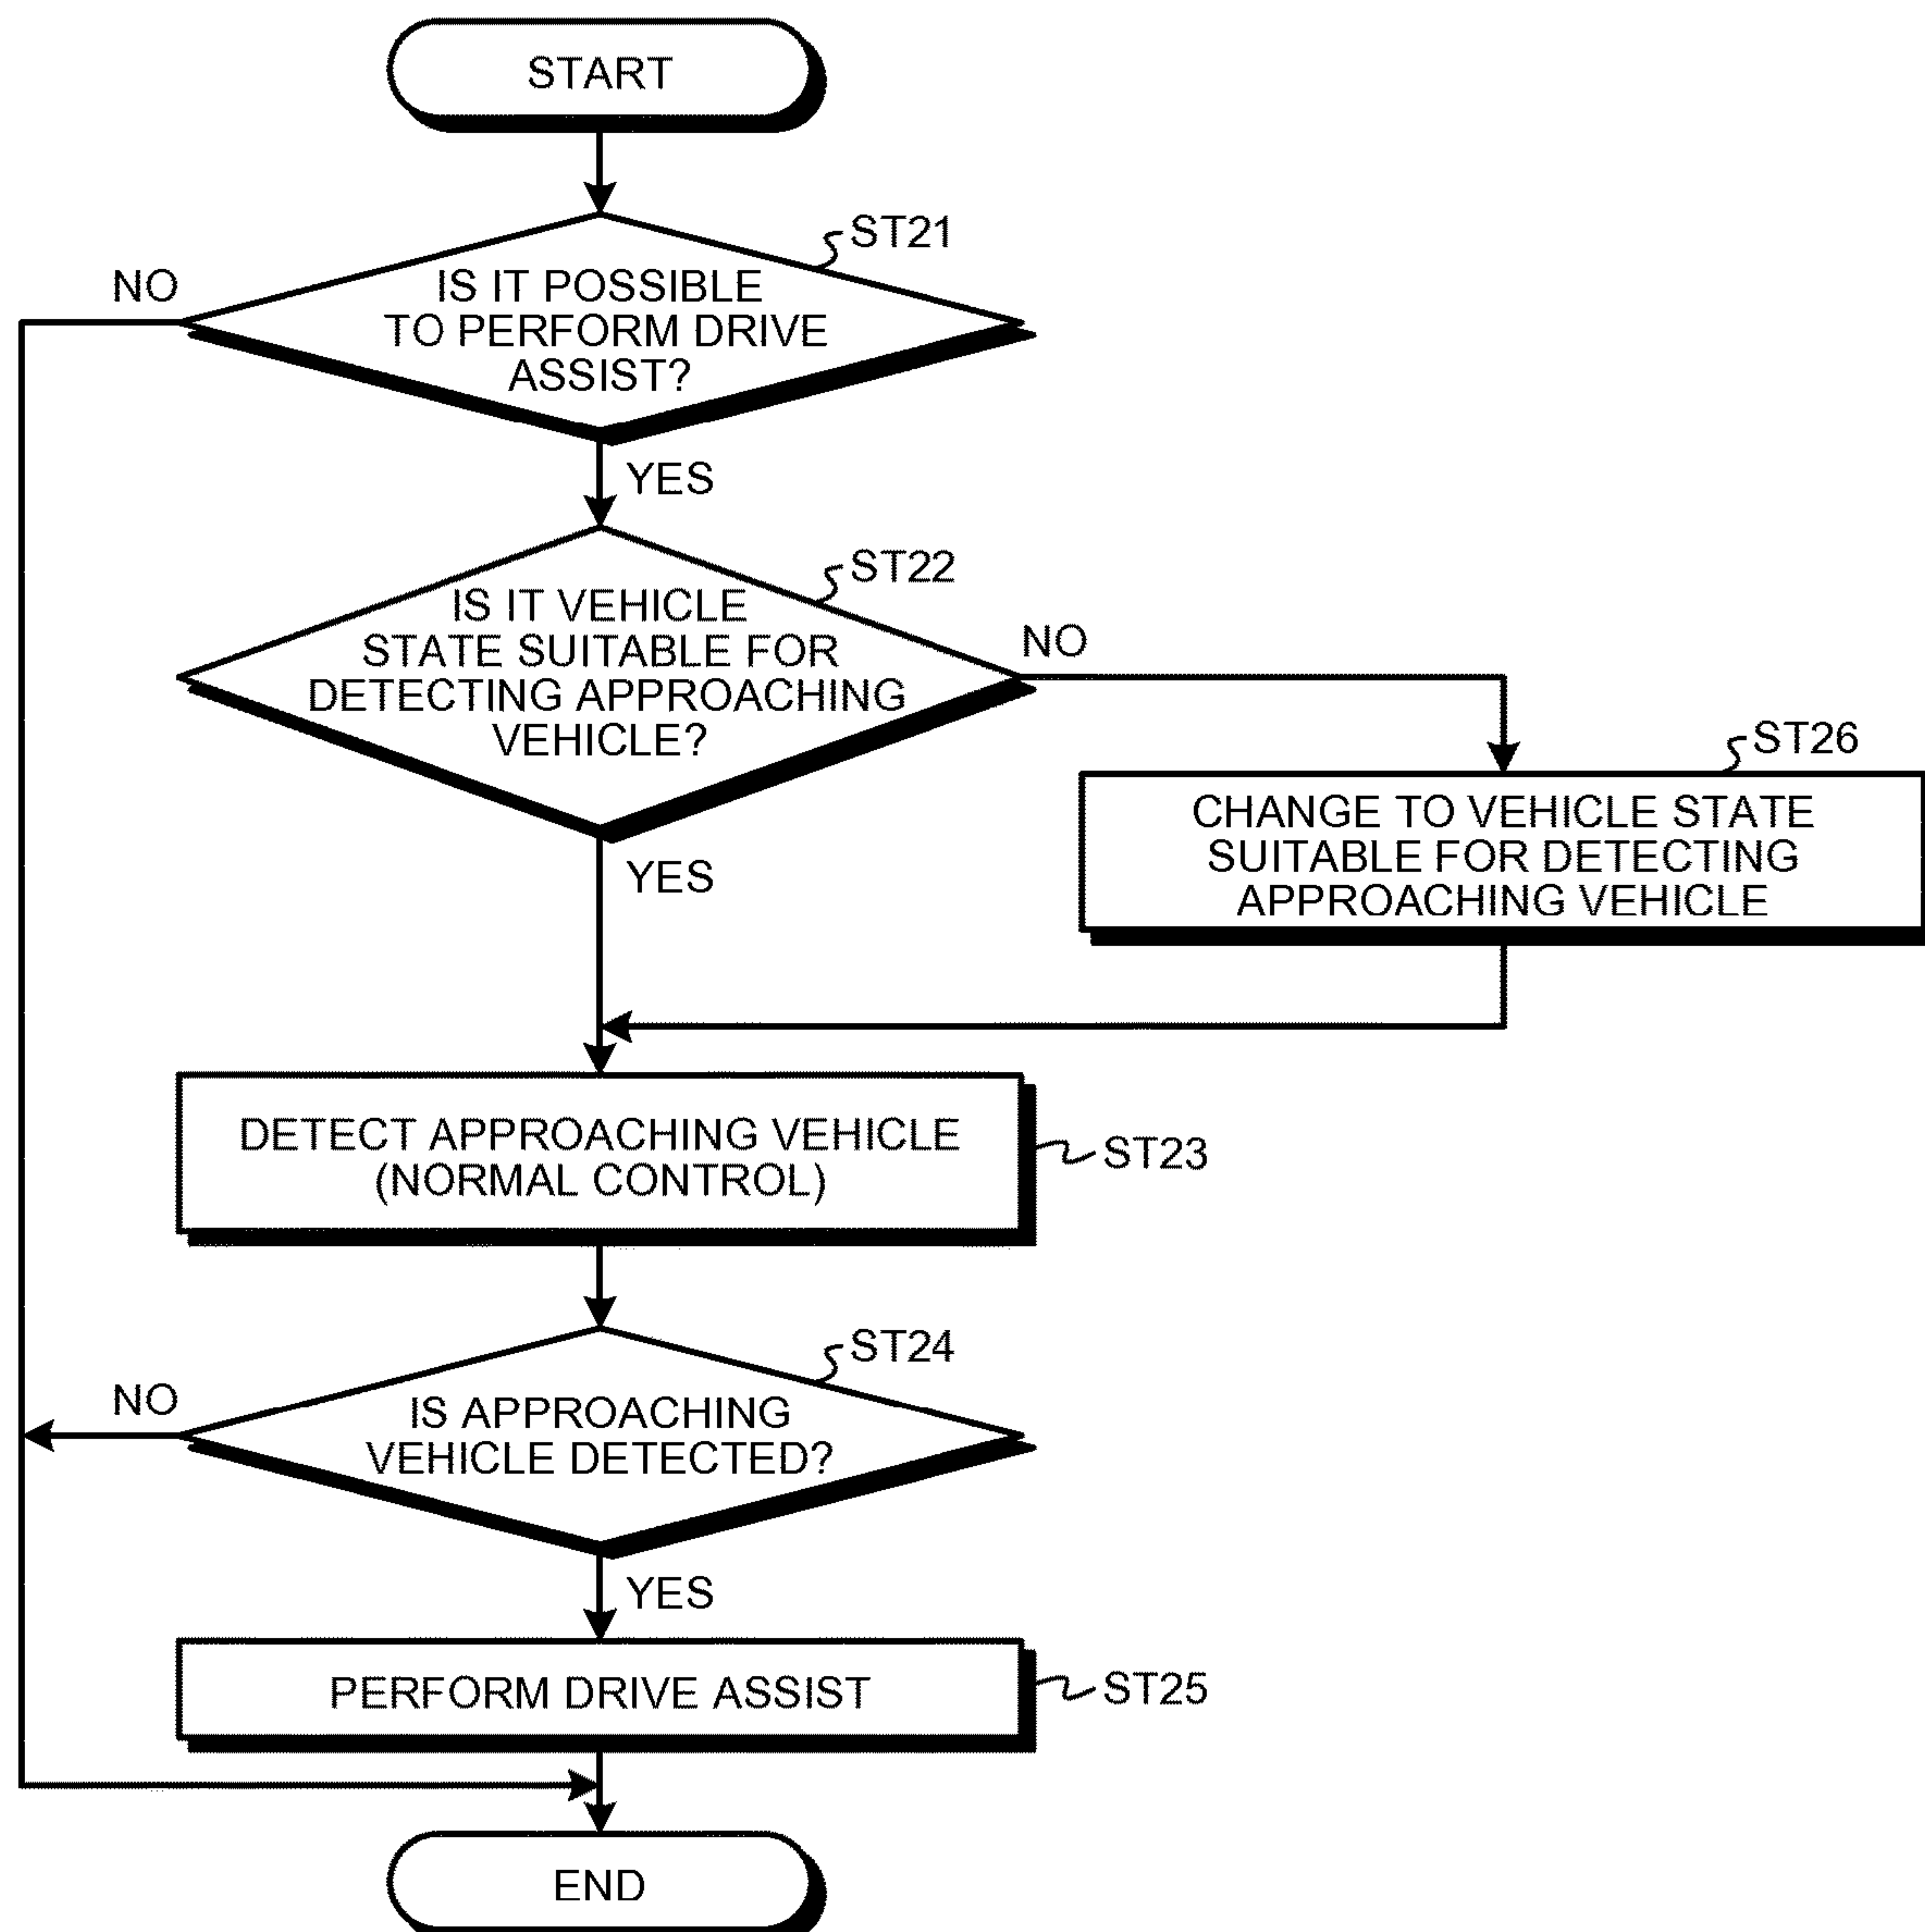 START
ST21
NO
IS IT POSSIBLE
TO PERFORM DRIVE
ASSIST?
YES
ST22
IS IT VEHICLE
STATE SUITABLE FOR
DETECTING APPROACHING
VEHICLE?
NO
ST26
CHANGE TO VEHICLE STATE
SUITABLE FOR DETECTING
APPROACHING VEHICLE
YES
DETECT APPROACHING VEHICLE
(NORMAL CONTROL)
ST23
ST24
NO
IS APPROACHING
VEHICLE DETECTED?
YES
PERFORM DRIVE ASSIST
ST25
END